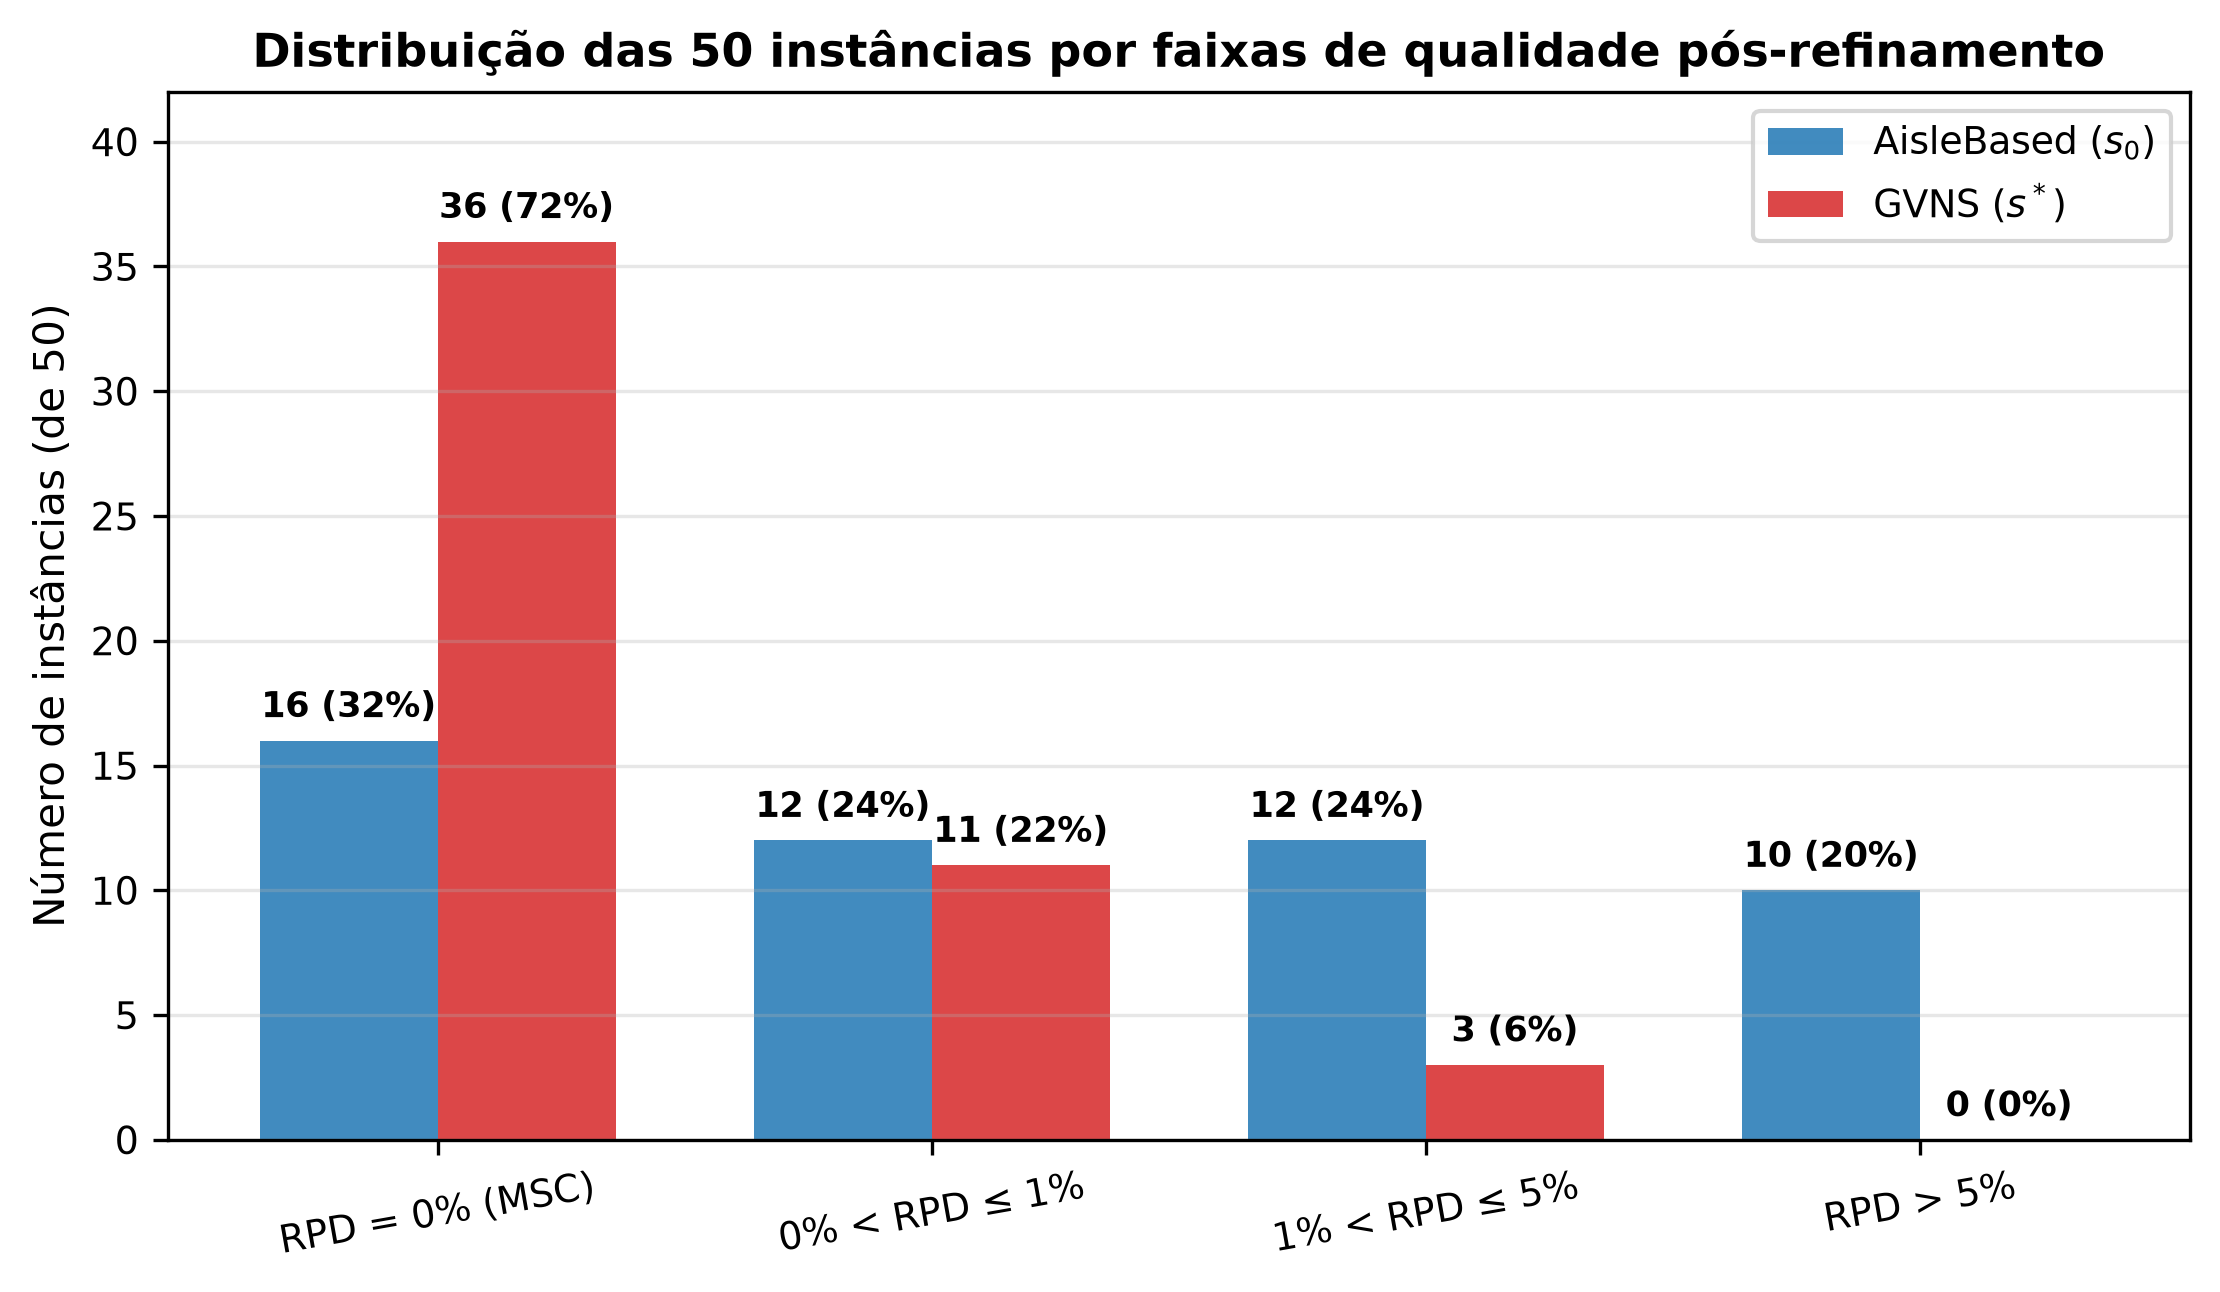 Distribuição das 50 instâncias por faixas de qualidade pós-refinamento
AisleBased (s₀)
GVNS (s*)
Número de instâncias (de 50)
40
35
30
25
20
15
10
5
0
16 (32%)
36 (72%)
12 (24%)
11 (22%)
12 (24%)
3 (6%)
10 (20%)
0 (0%)
RPD = 0% (MSC)
0% < RPD ≤ 1%
1% < RPD ≤ 5%
RPD > 5%